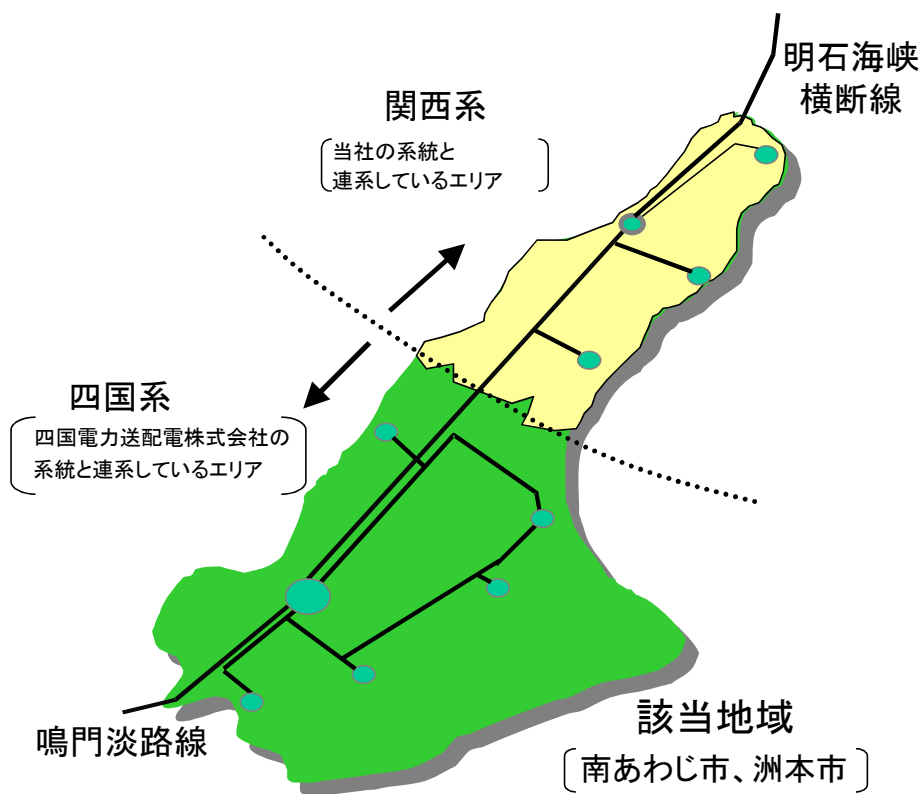 明石海峡
横断線
関西系
当社の系統と
連系しているエリア
四国系
四国電力送配電株式会社の
系統と連系しているエリア
鳴門淡路線
該当地域
南あわじ市、洲本市